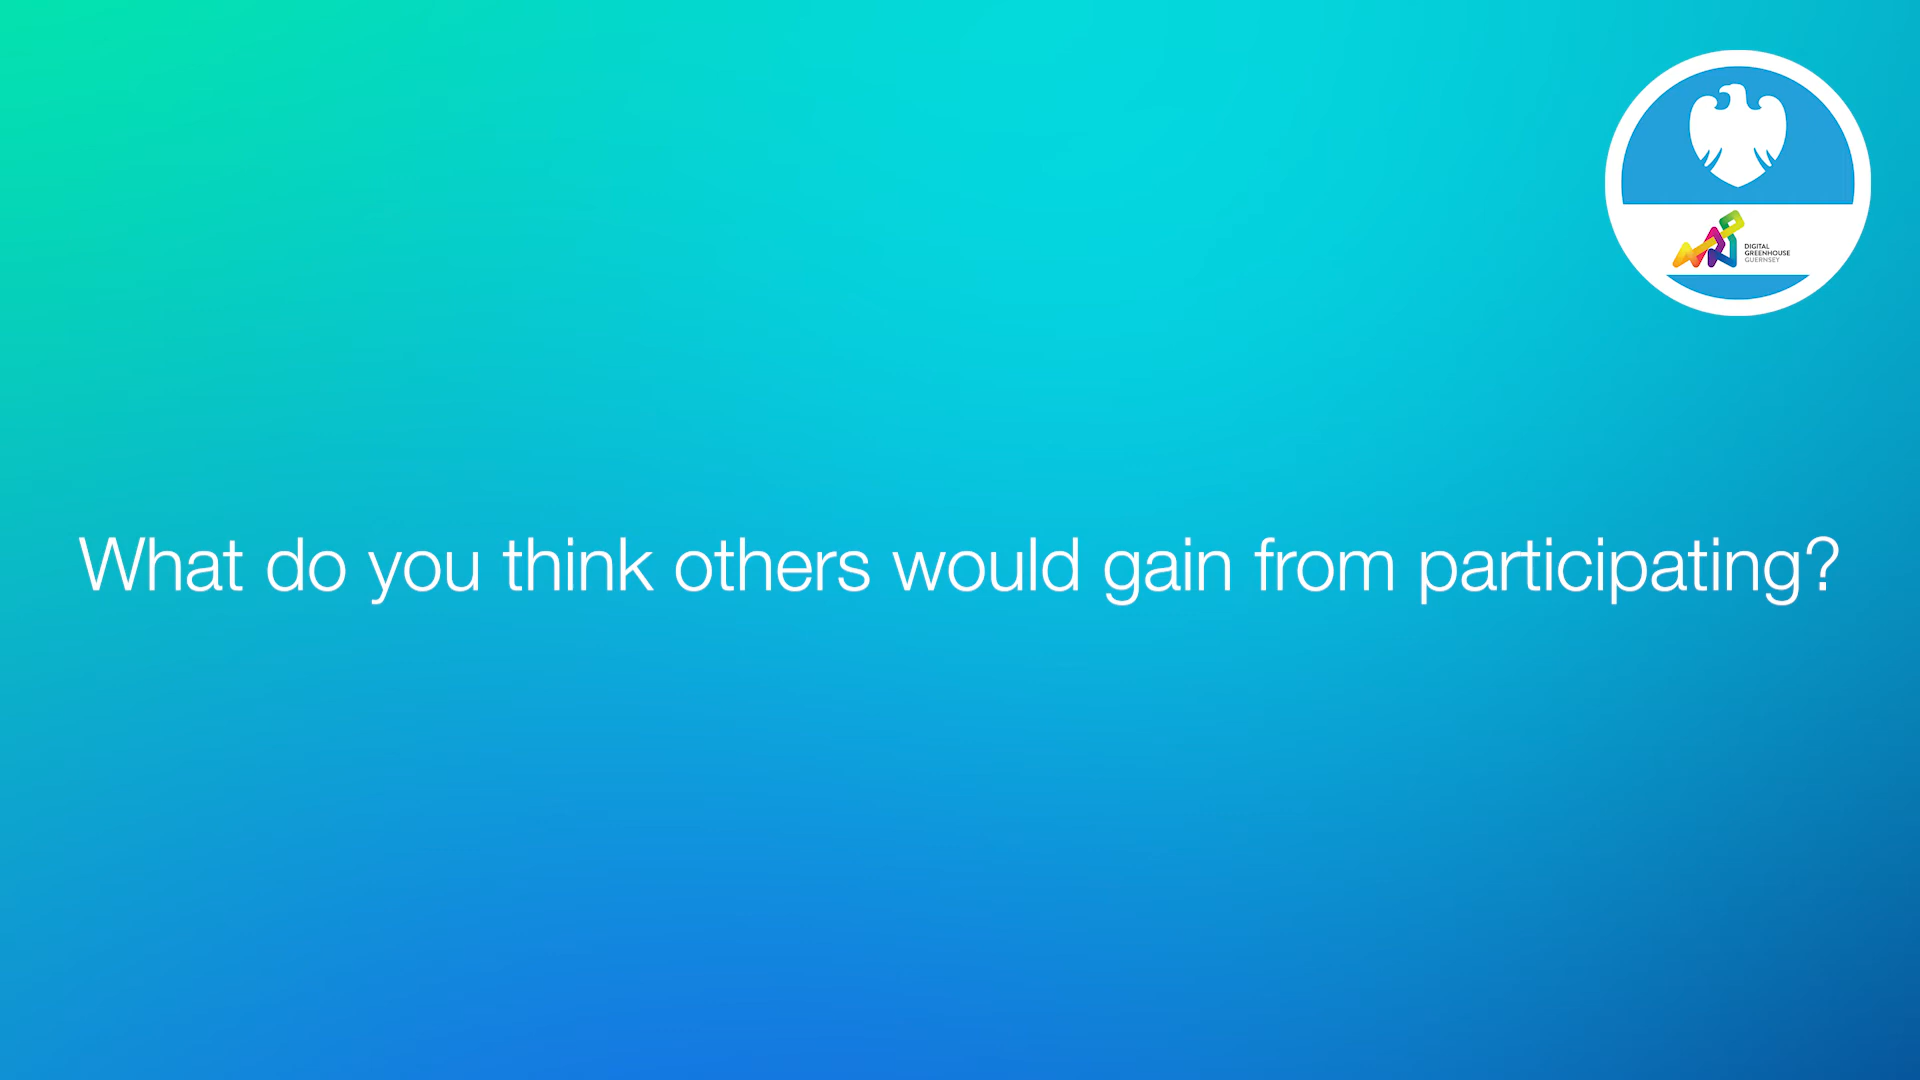 DIGITAL
GREENHOUSE
GUERNSEY
What do you think others would gain from participating?